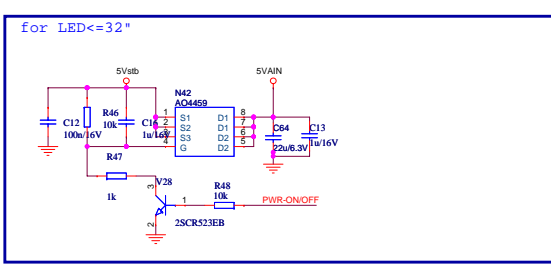 for LED<=32"
5Vstb
5VAIN
N42
AO4459
1 S1 D1 8
2 S2 D1 7
3 S3 D2 6
4 G D2 5
C12
100n/16V
R46
10k
1u/16V
C64
22u/6.3V
C13
1u/16V
R47
1k
3
V28
R48
10k
1
PWR-ON/OFF
2
2SCR523EB